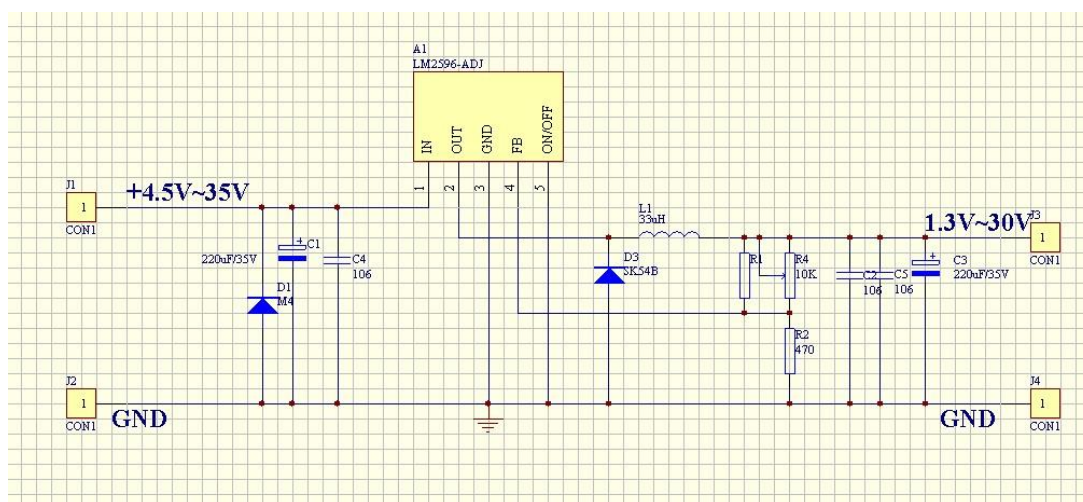 A1
LM2596-ADJ
IN
OUT
GND
FB
ON/OFF
1
2
3
4
5
J1
1
CON1
+4.5V~35V
C1
220uF/35V
C4
106
D1
M4
L1
33uH
D3
SK54B
R1
R4
10K
R2
470
C2
106
C5
106
C3
220uF/35V
1.3V~30V
J3
1
CON1
J2
1
CON1
GND
GND
J4
1
CON1